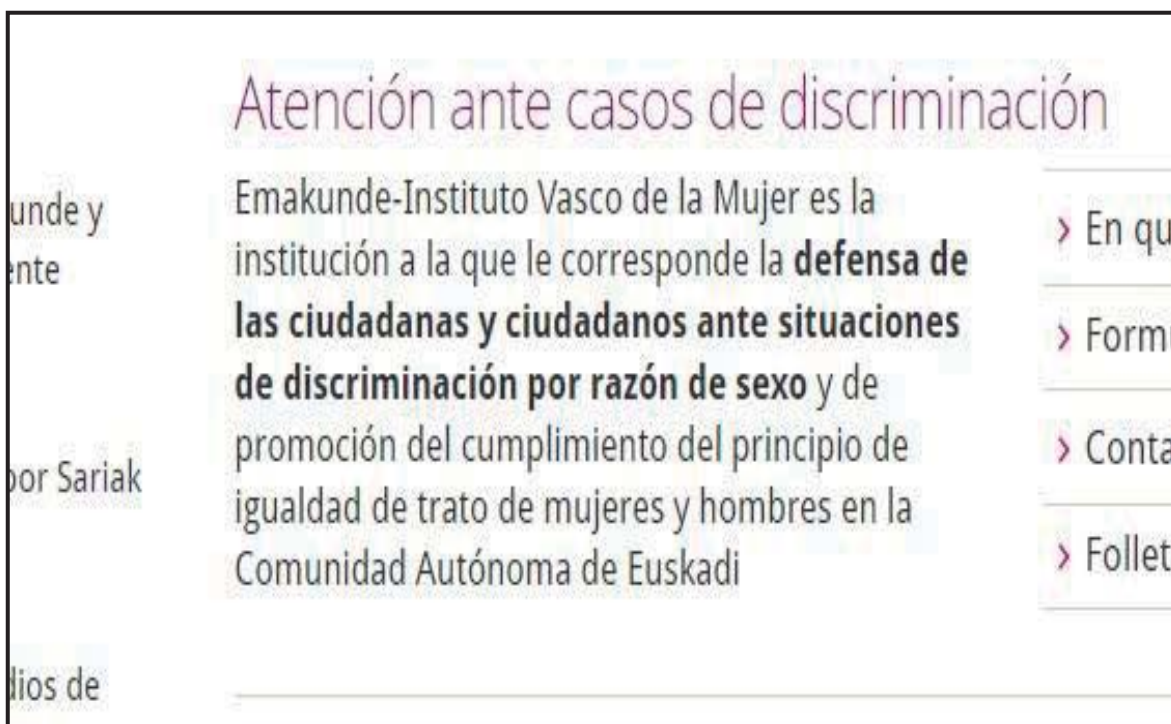 Atención ante casos de discriminación
unde y
ente
por Sariak
dios de
Emakunde-Instituto Vasco de la Mujer es la
institución a la que le corresponde la defensa de
las ciudadanas y ciudadanos ante situaciones
de discriminación por razón de sexo y de
promoción del cumplimiento del principio de
igualdad de trato de mujeres y hombres en la
Comunidad Autónoma de Euskadi
› En qu
› Form
› Conta
› Follet